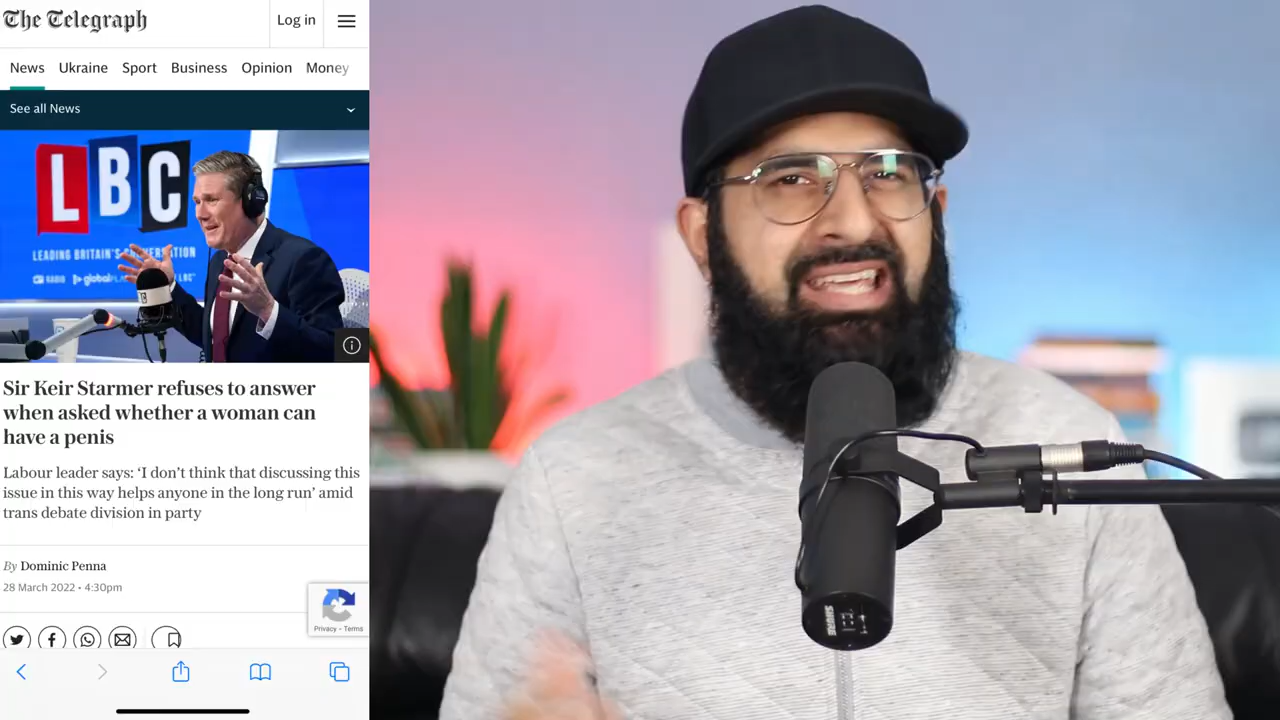 The Telegraph
Log in
News Ukraine Sport Business Opinion Money
See all News
LBC
LEADING BRITAIN'S CONVERSATION
RADIO
Sir Keir Starmer refuses to answer
when asked whether a woman can
have a penis
Labour leader says: ‘I don’t think that discussing this
issue in this way helps anyone in the long run’ amid
trans debate division in party
By Dominic Penna
28 March 2022 • 4:30pm
Privacy - Terms
SHURE